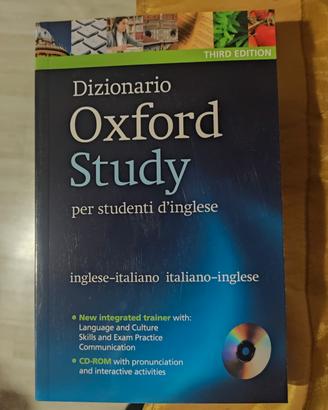 THIRD EDITION
Dizionario
Oxford
Study
per studenti d'inglese
inglese–italiano italiano–inglese
• New integrated trainer with:
Language and Culture
Skills and Exam Practice
Communication
• CD-ROM with pronunciation
and interactive activities